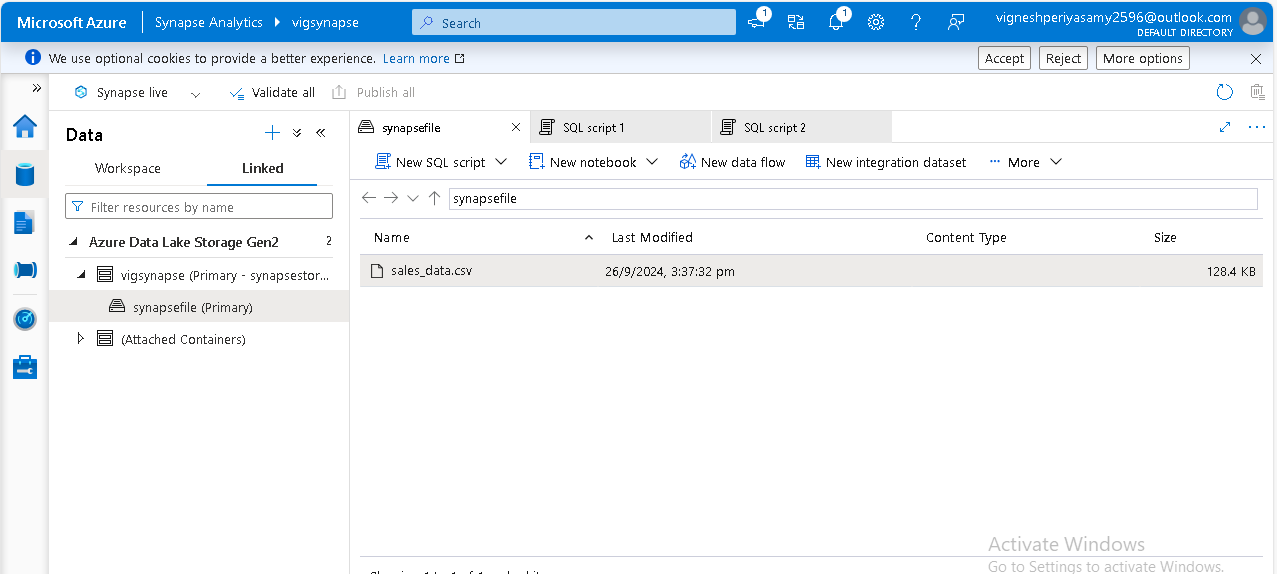 Microsoft Azure Synapse Analytics vigsynapse Search 1 1 vigneshperiyasamy2596@outlook.com
DEFAULT DIRECTORY
We use optional cookies to provide a better experience. Learn more Accept Reject More options
Synapse live Validate all Publish all
Data
Workspace Linked
Filter resources by name
Azure Data Lake Storage Gen2 2
vigsynapse (Primary - synapsestor...
synapsefile (Primary)
(Attached Containers)
synapsefile SQL script 1 SQL script 2
New SQL script New notebook New data flow New integration dataset More
synapsefile
Name Last Modified Content Type Size
sales_data.csv 26/9/2024, 3:37:32 pm 128.4 KB
Activate Windows
Go to Settings to activate Windows.